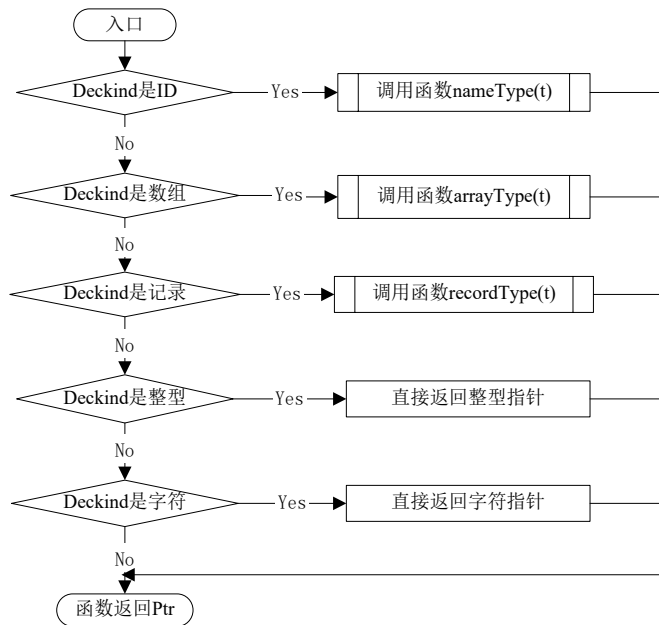 入口
Deckind是ID
Yes
调用函数nameType(t)
No
Deckind是数组
Yes
调用函数arrayType(t)
No
Deckind是记录
Yes
调用函数recordType(t)
No
Deckind是整型
Yes
直接返回整型指针
No
Deckind是字符
Yes
直接返回字符指针
No
函数返回Ptr